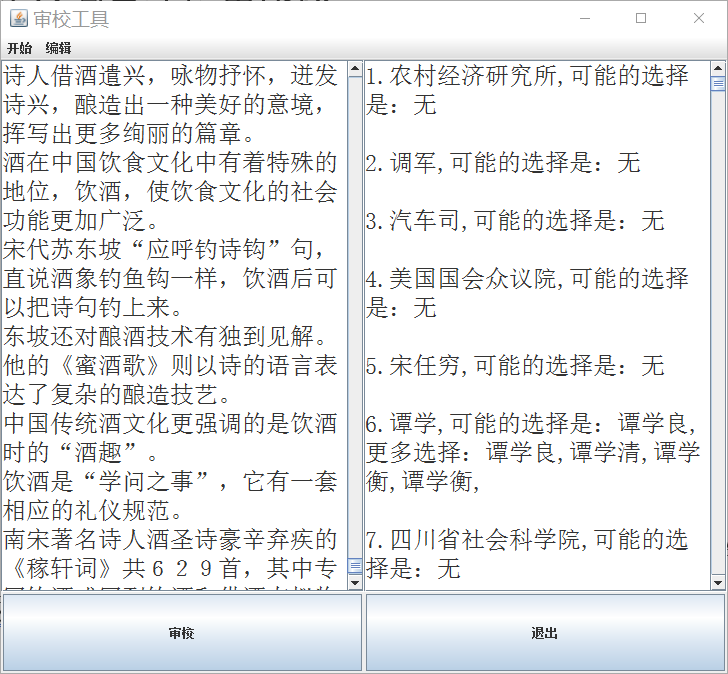 审校工具
开始 编辑
诗人借酒遣兴，咏物抒怀，迸发
诗兴，酿造出一种美好的意境，
挥写出更多绚丽的篇章。
酒在中国饮食文化中有着特殊的
地位，饮酒，使饮食文化的社会
功能更加广泛。
宋代苏东坡“应呼钓诗钩”句，
直说酒象钓鱼钩一样，饮酒后可
以把诗句钓上来。
东坡还对酿酒技术有独到见解。
他的《蜜酒歌》则以诗的语言表
达了复杂的酿造技艺。
中国传统酒文化更强调的是饮酒
时的“酒趣”。
饮酒是“学问之事”，它有一套
相应的礼仪规范。
南宋著名诗人酒圣诗豪辛弃疾的
《稼轩词》共６２９首，其中专
1.农村经济研究所,可能的选择
是：无
2.调军,可能的选择是：无
3.汽车司,可能的选择是：无
4.美国国会众议院,可能的选择
是：无
5.宋任穷,可能的选择是：无
6.谭学,可能的选择是：谭学良,
更多选择：谭学良,谭学清,谭学
衡,谭学衡,
7.四川省社会科学院,可能的选
择是：无
审校
退出